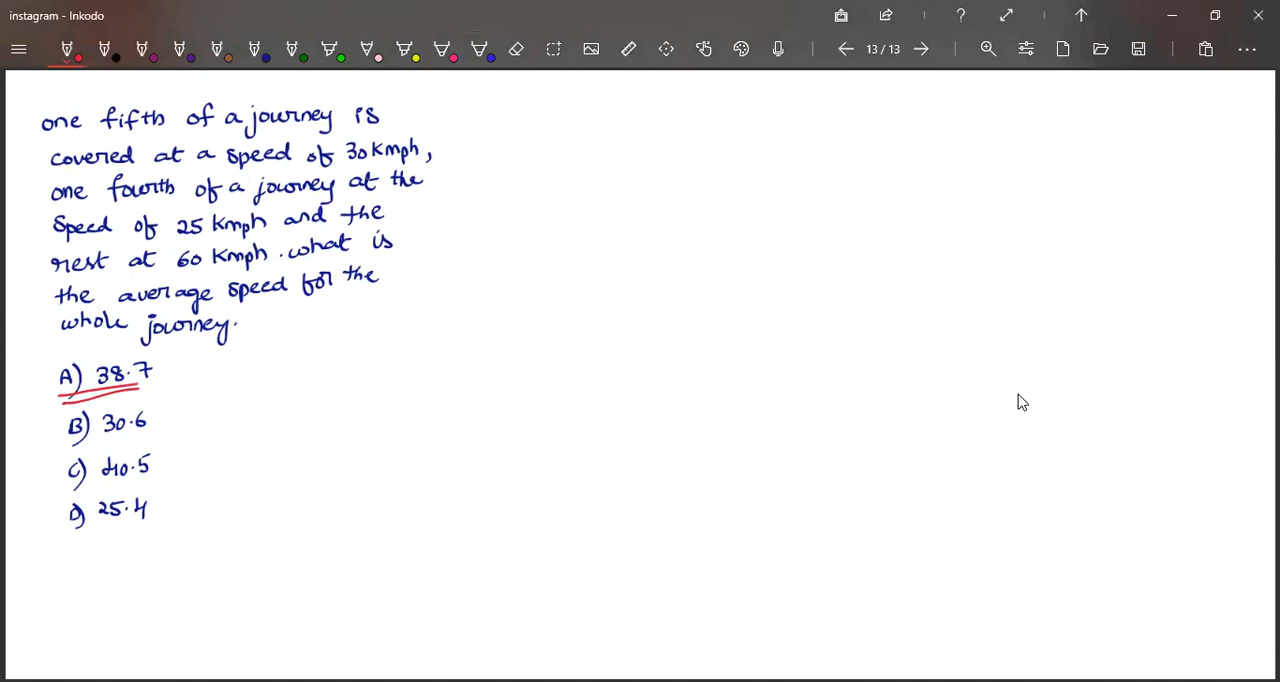 instagram - Inkodo
13 / 13
one fifth of a journey is
covered at a speed of 30 kmph,
one fourth of a journey at the
speed of 25 kmph and the
rest at 60 kmph. what is
the average speed for the
whole journey.
A) 38.7
B) 30.6
C) 40.5
D) 25.4